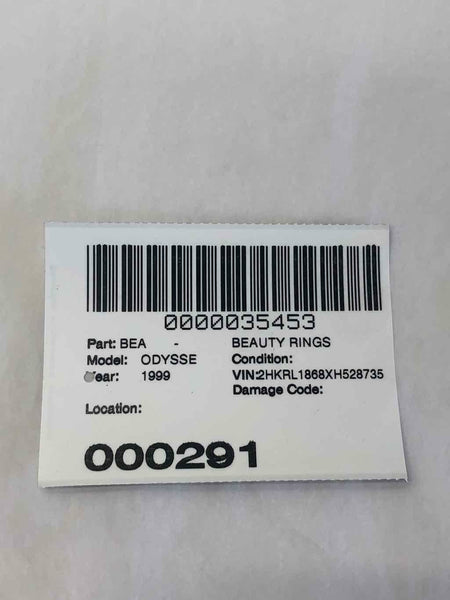 0000035453
Part: BEA - BEAUTY RINGS
Model: ODYSSE Condition:
ear: 1999 VIN:2HKRL1868XH528735
Damage Code:
Location:
000291